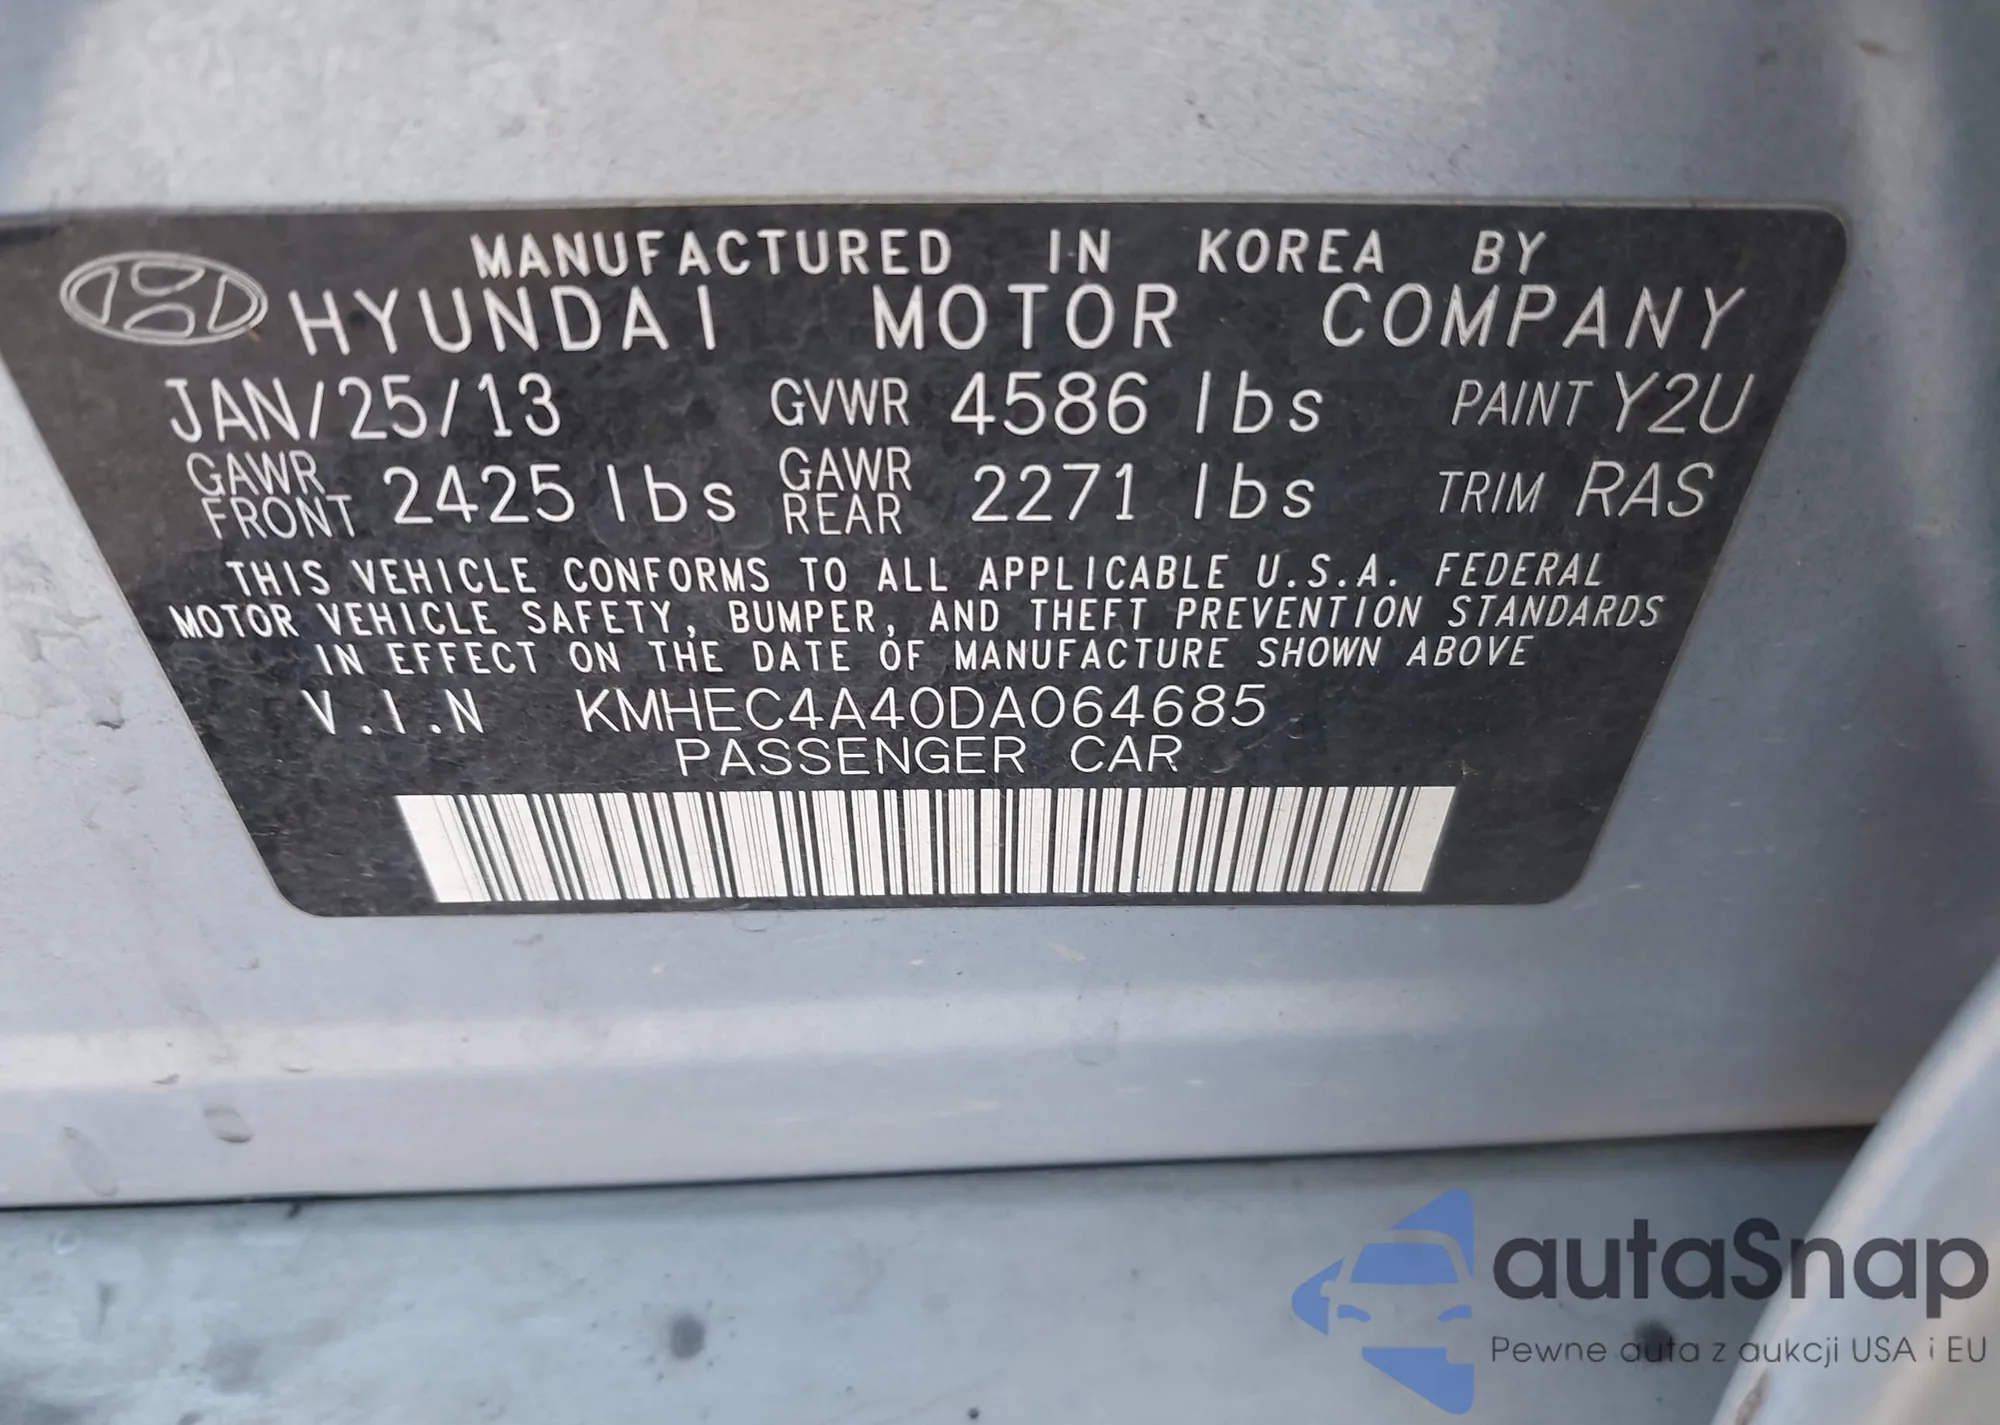 MANUFACTURED IN KOREA BY
HYUNDAI MOTOR COMPANY
JAN/25/13 GVWR 4586 lbs PAINT Y2U
GAWR FRONT 2425 lbs GAWR REAR 2271 lbs TRIM RAS
THIS VEHICLE CONFORMS TO ALL APPLICABLE U.S.A. FEDERAL
MOTOR VEHICLE SAFETY, BUMPER, AND THEFT PREVENTION STANDARDS
IN EFFECT ON THE DATE OF MANUFACTURE SHOWN ABOVE
V.I.N KMHEC4A40DA064685
PASSENGER CAR
autaSnap
Pewne auta z aukcji USA i EU